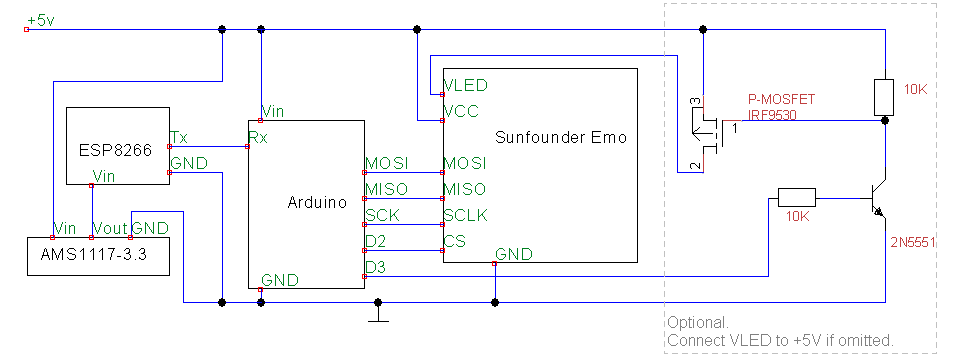 +5v
VLED
VCC
Sunfounder Emo
MOSI
MISO
SCLK
CS
GND
Vin
Rx
Arduino
MOSI
MISO
SCK
D2
D3
GND
ESP8266
Tx
GND
Vin
Vin
Vout
GND
AMS1117-3.3
P-MOSFET
IRF9530
3
1
2
10K
10K
2N5551
Optional.
Connect VLED to +5V if omitted.